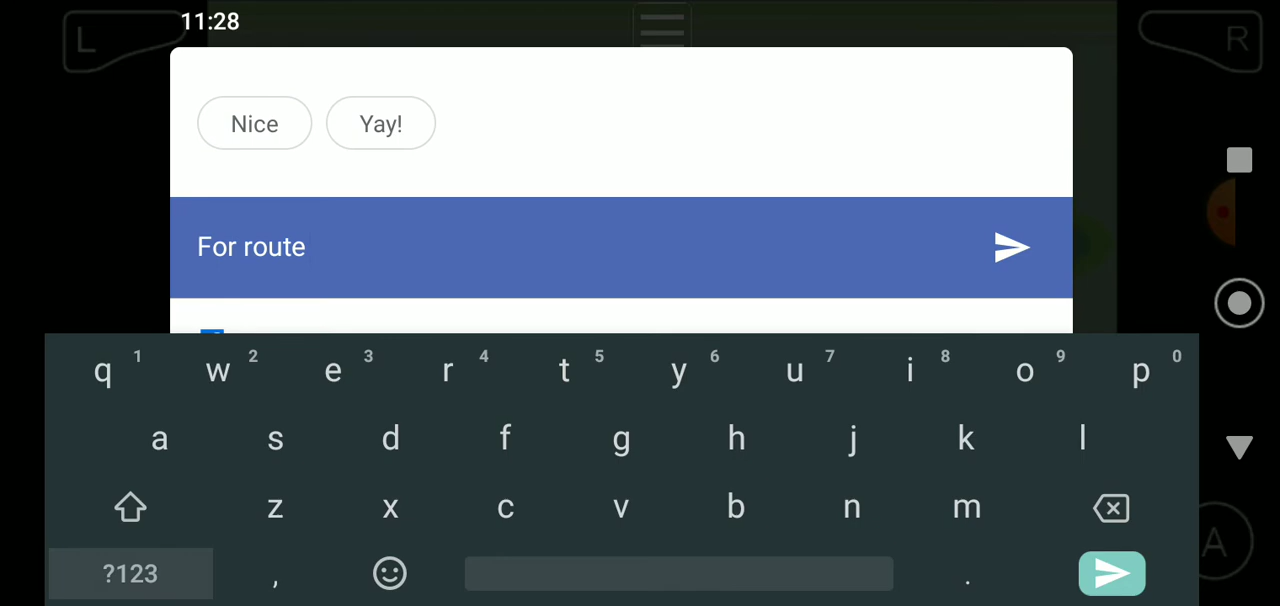 11:28
L
R
Nice
Yay!
For route
q 1 w 2 e 3 r 4 t 5 y 6 u 7 i 8 o 9 p 0
a s d f g h j k l
z x c v b n m
?123 , .
A